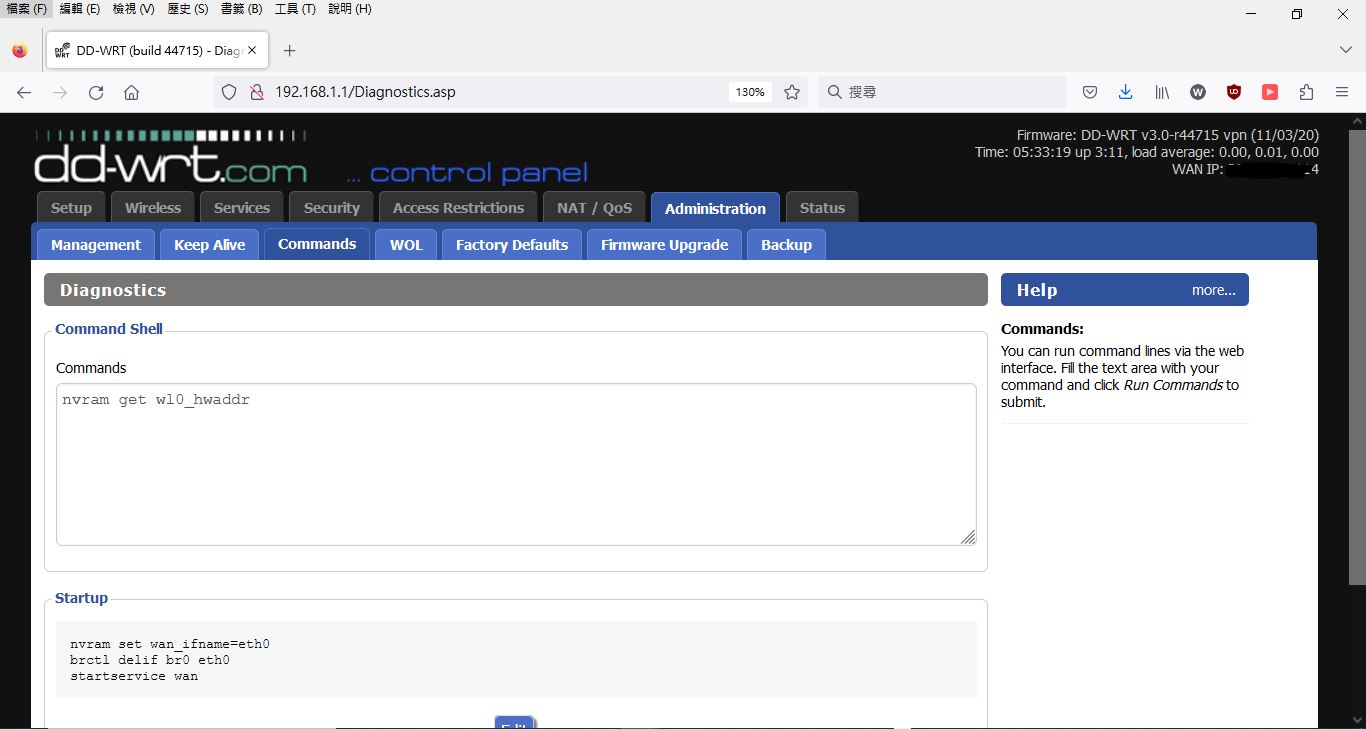 檔案 (F) 編輯 (E) 檢視 (V) 歷史 (S) 書籤 (B) 工具 (T) 說明 (H)
DD-WRT (build 44715) - Diag
192.168.1.1/Diagnostics.asp 130% 搜尋
dd-wrt.com ... control panel
Firmware: DD-WRT v3.0-r44715 vpn (11/03/20)
Time: 05:33:19 up 3:11, load average: 0.00, 0.01, 0.00
WAN IP: 4
Setup Wireless Services Security Access Restrictions NAT / QoS Administration Status
Management Keep Alive Commands WOL Factory Defaults Firmware Upgrade Backup
Diagnostics
Command Shell
Commands
nvram get wl0_hwaddr
Startup
nvram set wan_ifname=eth0
brctl delif br0 eth0
startservice wan
Edit
Help more...
Commands:
You can run command lines via the web
interface. Fill the text area with your
command and click Run Commands to
submit.